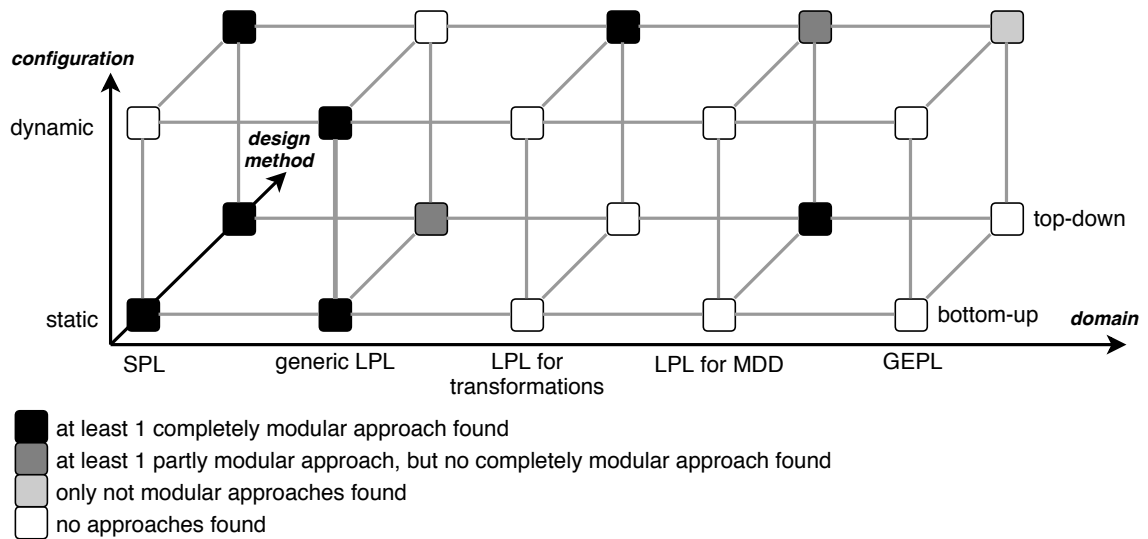 configuration
dynamic
design
method
top-down
static
bottom-up
domain
SPL
generic LPL
LPL for
transformations
LPL for MDD
GEPL
at least 1 completely modular approach found
at least 1 partly modular approach, but no completely modular approach found
only not modular approaches found
no approaches found